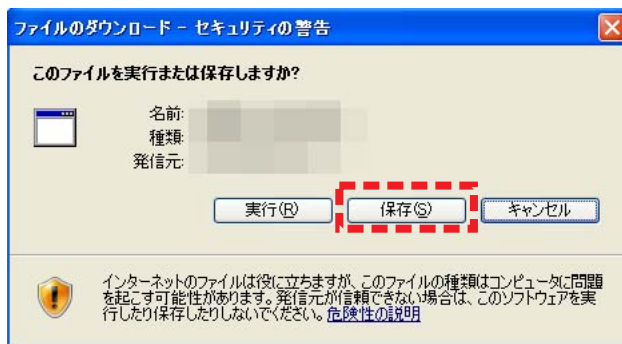 ファイルのダウンロード - セキュリティの警告
このファイルを実行または保存しますか?
名前:
種類:
発信元:
実行(R) 保存(S) キャンセル
インターネットのファイルは役に立ちますが、このファイルの種類はコンピュータに問題
を起こす可能性があります。発信元が信頼できない場合は、このソフトウェアを実
行したり保存したりしないでください。危険性の説明